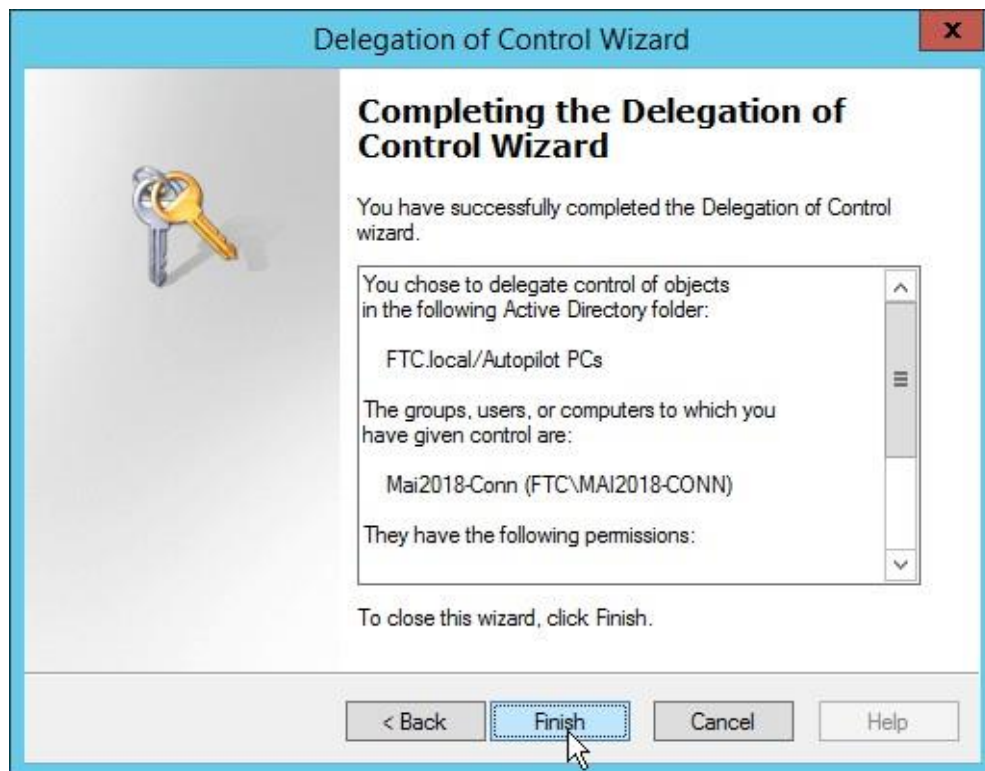 Delegation of Control Wizard
x
Completing the Delegation of
Control Wizard
You have successfully completed the Delegation of Control
wizard.
You chose to delegate control of objects
in the following Active Directory folder:
FTC.local/Autopilot PCs
The groups, users, or computers to which you
have given control are:
Mai2018-Conn (FTC\MAI2018-CONN)
They have the following permissions:
To close this wizard, click Finish.
< Back Finish Cancel Help